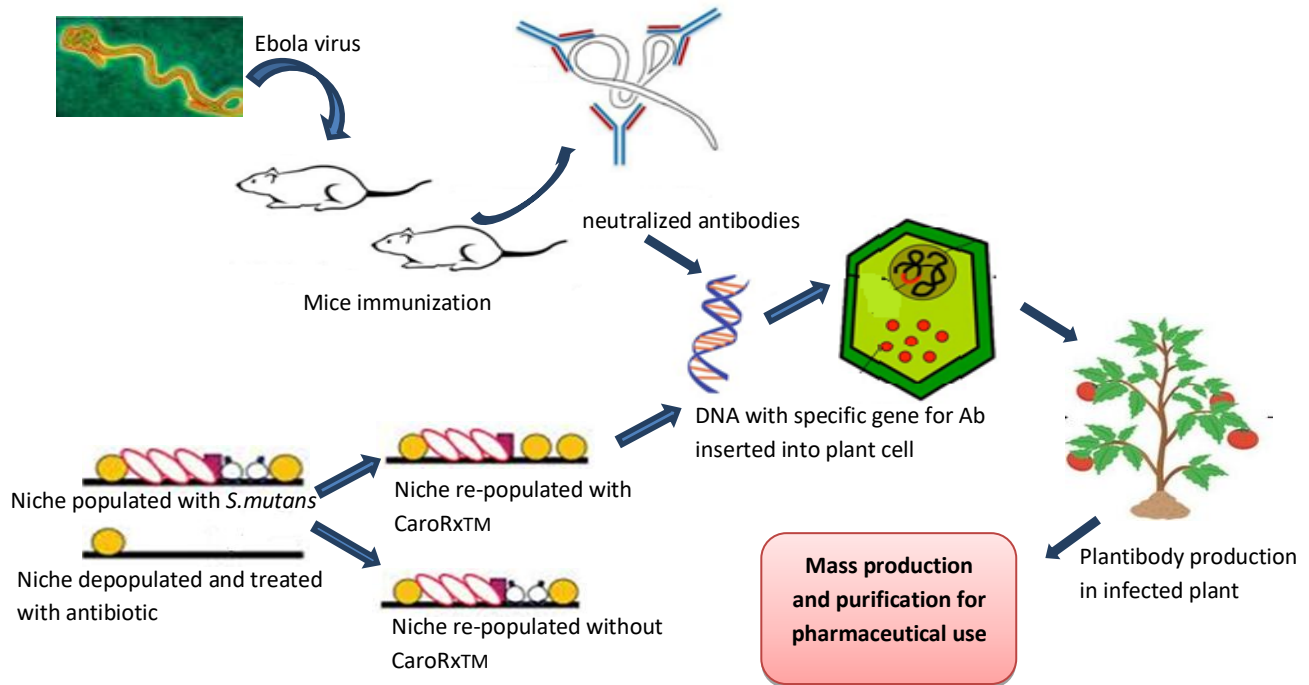 Ebola virus
neutralized antibodies
Mice immunization
DNA with specific gene for Ab
inserted into plant cell
Niche populated with S.mutans
Niche re-populated with
CaroRxTM
Niche depopulated and treated
with antibiotic
Niche re-populated without
CaroRxTM
Mass production
and purification for
pharmaceutical use
Plantibody production
in infected plant